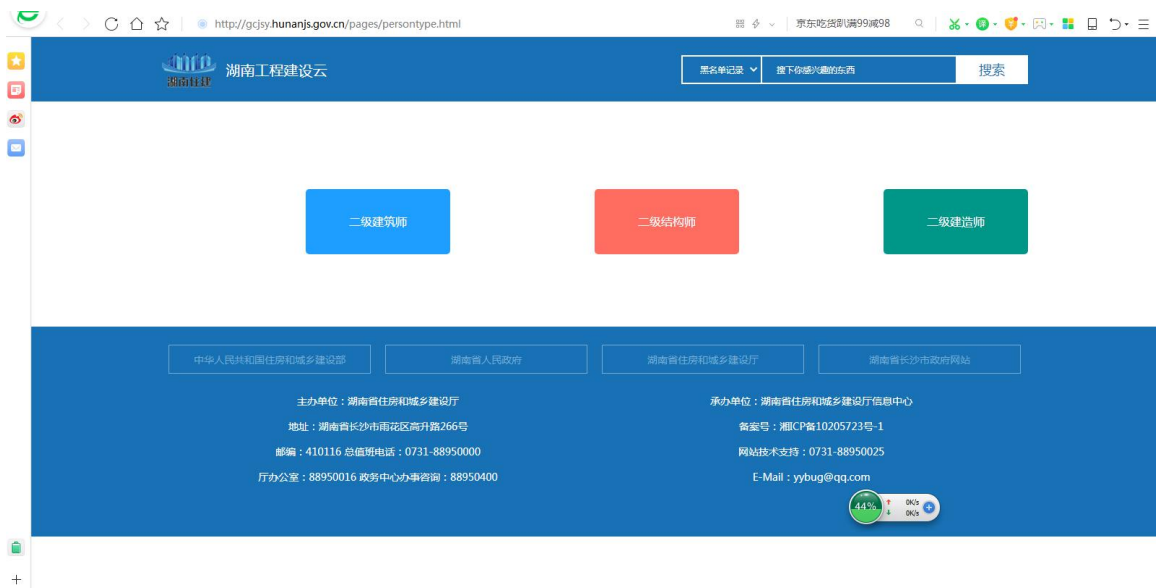 http://gcjsy.hunanjs.gov.cn/pages/persontype.html
京东吃货趴满99减98
湖南住建
湖南工程建设云
黑名单记录
搜下你感兴趣的东西
搜索
二级建筑师
二级结构师
二级建造师
中华人民共和国住房和城乡建设部
湖南省人民政府
湖南省住房和城乡建设厅
湖南省长沙市政府网站
主办单位：湖南省住房和城乡建设厅
承办单位：湖南省住房和城乡建设厅信息中心
地址：湖南省长沙市雨花区高升路266号
备案号：湘ICP备10205723号-1
邮编：410116 总值班电话：0731-88950000
网站技术支持：0731-88950025
厅办公室：88950016 政务中心办事咨询：88950400
E-Mail：yybug@qq.com
44%
0K/s
0K/s